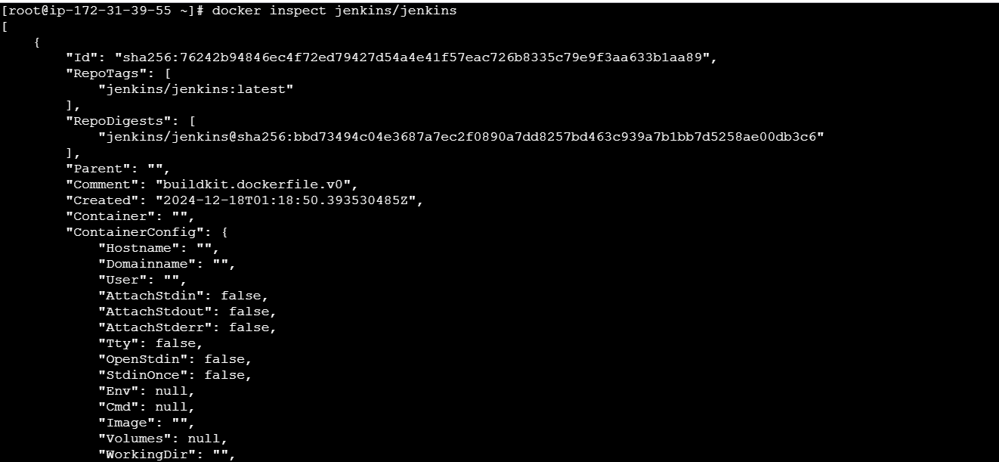 [root@ip-172-31-39-55 ~]# docker inspect jenkins/jenkins
[
    {
        "Id": "sha256:76242b94846ec4f72ed79427d54a4e41f57eac726b8335c79e9f3aa633b1aa89",
        "RepoTags": [
            "jenkins/jenkins:latest"
        ],
        "RepoDigests": [
            "jenkins/jenkins@sha256:bbd73494c04e3687a7ec2f0890a7dd8257bd463c939a7b1bb7d5258ae00db3c6"
        ],
        "Parent": "",
        "Comment": "buildkit.dockerfile.v0",
        "Created": "2024-12-18T01:18:50.393530485Z",
        "Container": "",
        "ContainerConfig": {
            "Hostname": "",
            "Domainname": "",
            "User": "",
            "AttachStdin": false,
            "AttachStdout": false,
            "AttachStderr": false,
            "Tty": false,
            "OpenStdin": false,
            "StdinOnce": false,
            "Env": null,
            "Cmd": null,
            "Image": "",
            "Volumes": null,
            "WorkingDir": "",